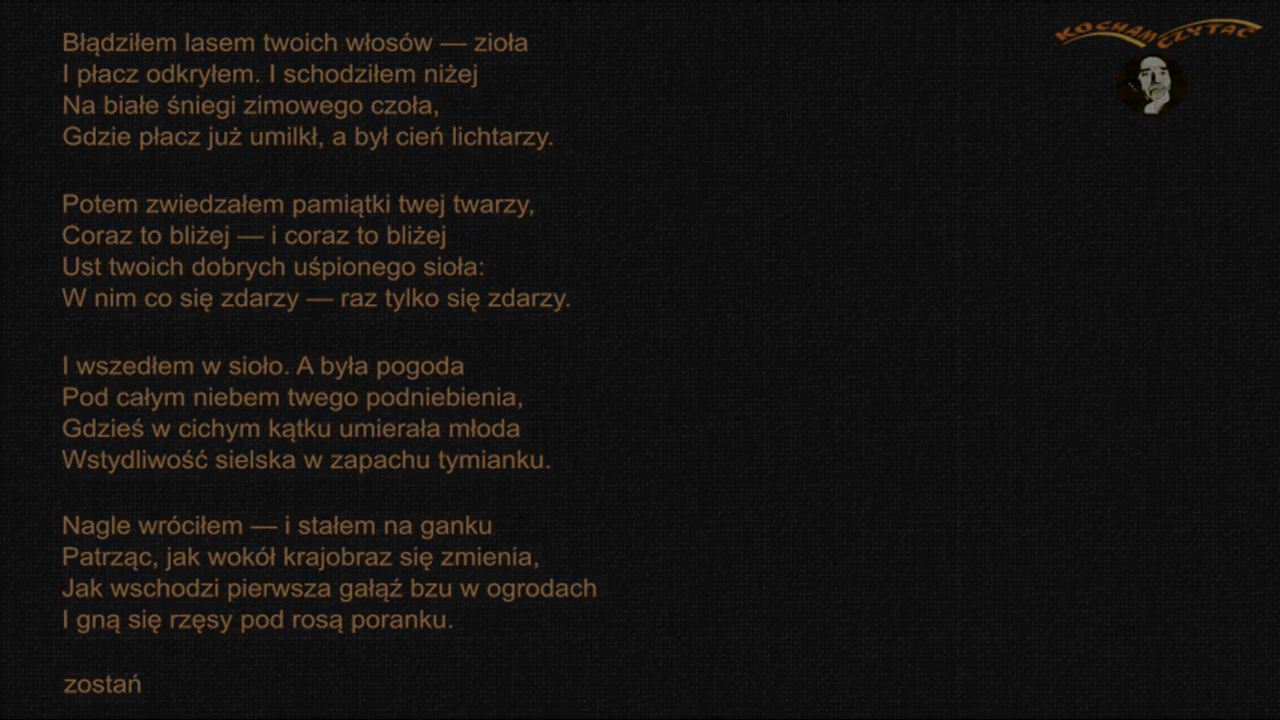 KOCHAM CZYTAĆ
Błądziłem lasem twoich włosów — zioła
I płacz odkryłem. I schodziłem niżej
Na białe śniegi zimowego czoła,
Gdzie płacz już umilkł, a był cień lichtarzy.
Potem zwiedzałem pamiątki twej twarzy,
Coraz to bliżej — i coraz to bliżej
Ust twoich dobrych uśpionego sioła:
W nim co się zdarzy — raz tylko się zdarzy.
I wszedłem w sioło. A była pogoda
Pod całym niebem twego podniebienia,
Gdzieś w cichym kątku umierała młoda
Wstydliwość sielska w zapachu tymianku.
Nagle wróciłem — i stałem na ganku
Patrząc, jak wokół krajobraz się zmienia,
Jak wschodzi pierwsza gałąź bzu w ogrodach
I gną się rzęsy pod rosą poranku.
zostań